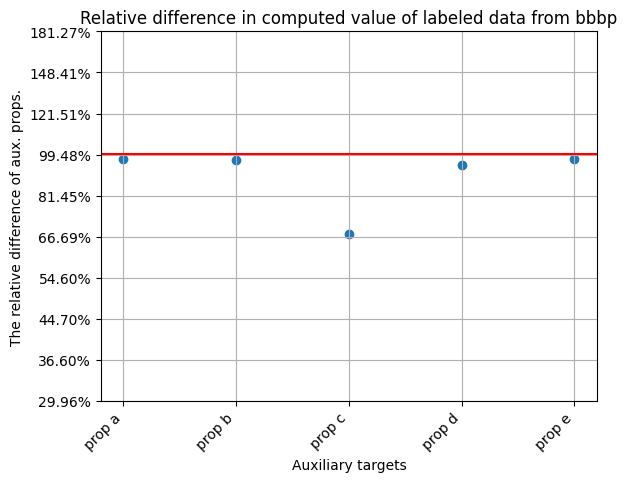 Relative difference in computed value of labeled data from bbbp
The relative difference of aux. props.
181.27%
148.41%
121.51%
99.48%
81.45%
66.69%
54.60%
44.70%
36.60%
29.96%
prop a
prop b
prop c
prop d
prop e
Auxiliary targets